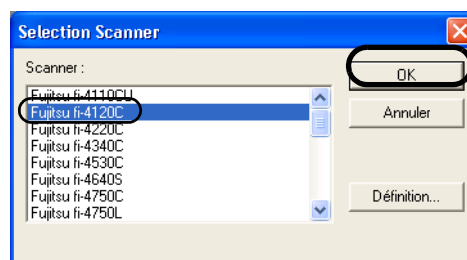 Selection Scanner
Scanner :
Fujitsu fi-4110CU
Fujitsu fi-4120C
Fujitsu fi-4220C
Fujitsu fi-4340C
Fujitsu fi-4530C
Fujitsu fi-4640S
Fujitsu fi-4750C
Fujitsu fi-4750L
OK
Annuler
Définition...